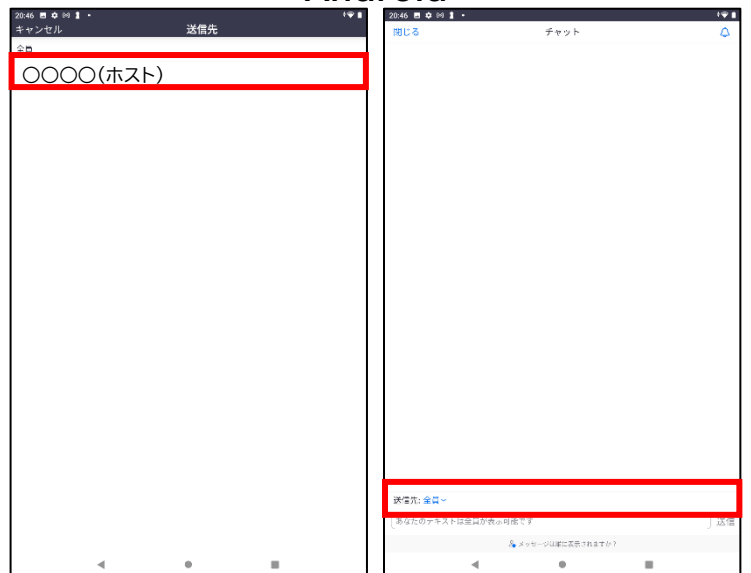 Android
20:46
キャンセル
送信先
全員
〇〇〇〇(ホスト)
20:46
閉じる
チャット
送信先: 全員
あなたのテキストは全員が表示可能です
送信
メッセージは誰に表示されますか?